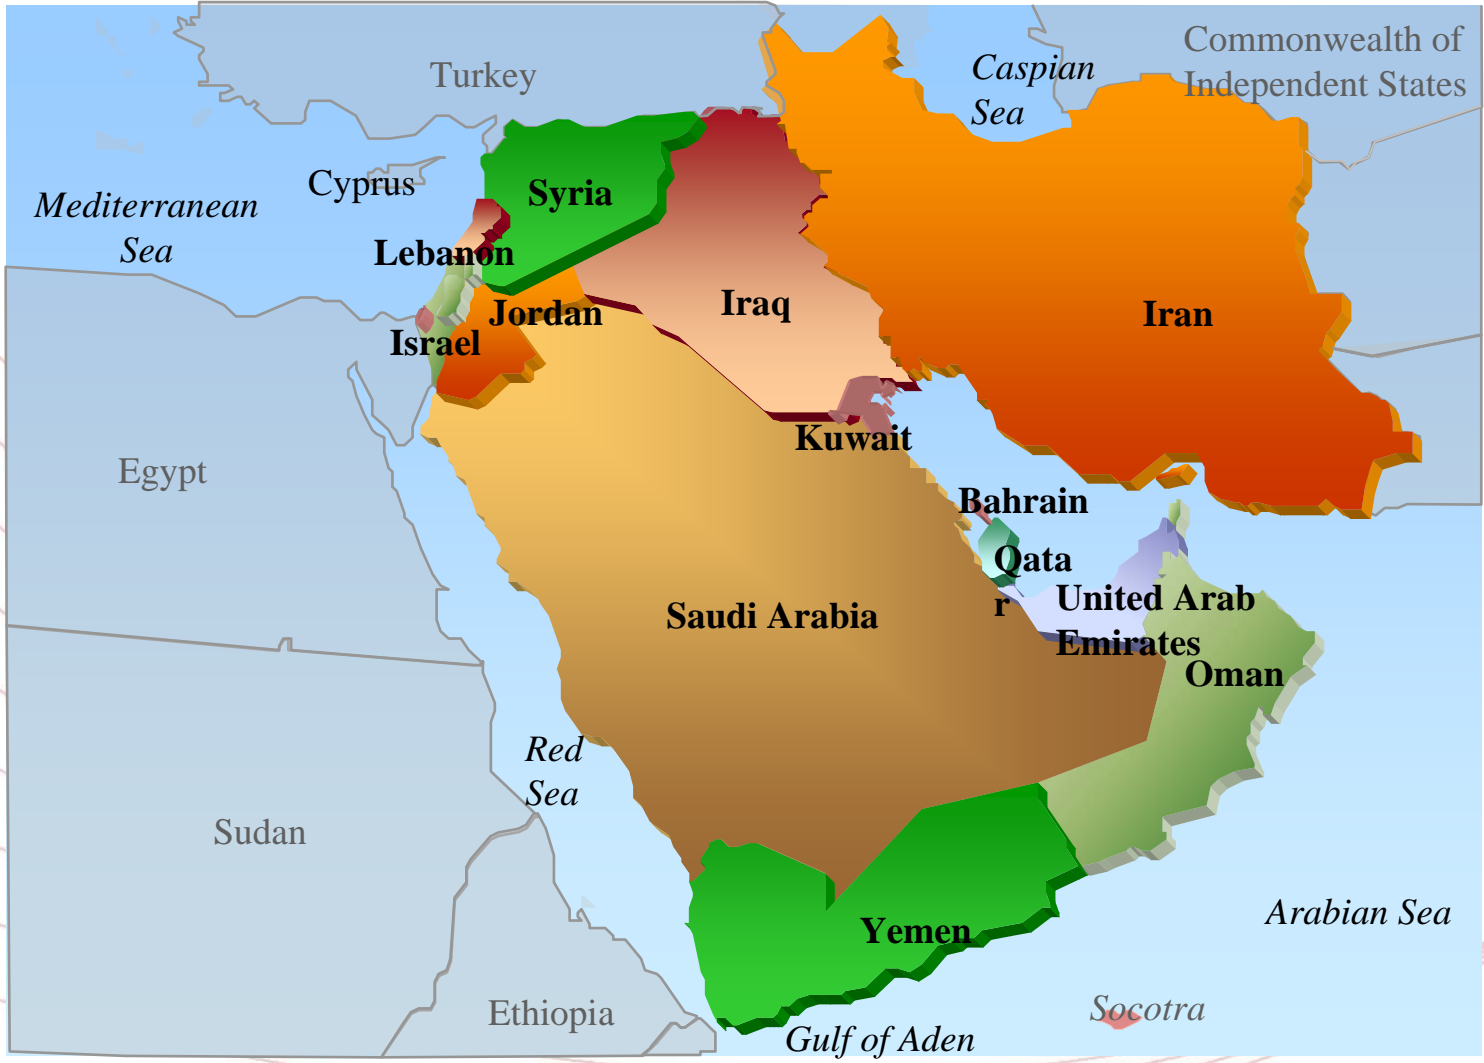 Commonwealth of
Independent States
Turkey
Caspian
Sea
Cyprus
Syria
Mediterranean
Sea
Lebanon
Jordan
Iraq
Iran
Israel
Kuwait
Egypt
Bahrain
Qata
r
United Arab
Emirates
Saudi Arabia
Oman
Red
Sea
Sudan
Arabian Sea
Yemen
Socotra
Ethiopia
Gulf of Aden